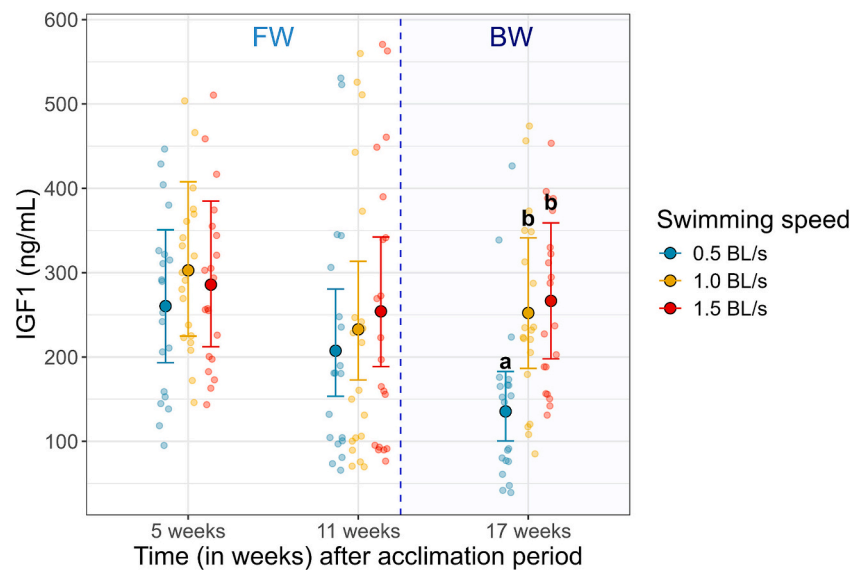 FW
BW
600
500
400
300
200
100
IGF1 (ng/mL)
b
b
a
5 weeks
11 weeks
17 weeks
Time (in weeks) after acclimation period
Swimming speed
0.5 BL/s
1.0 BL/s
1.5 BL/s